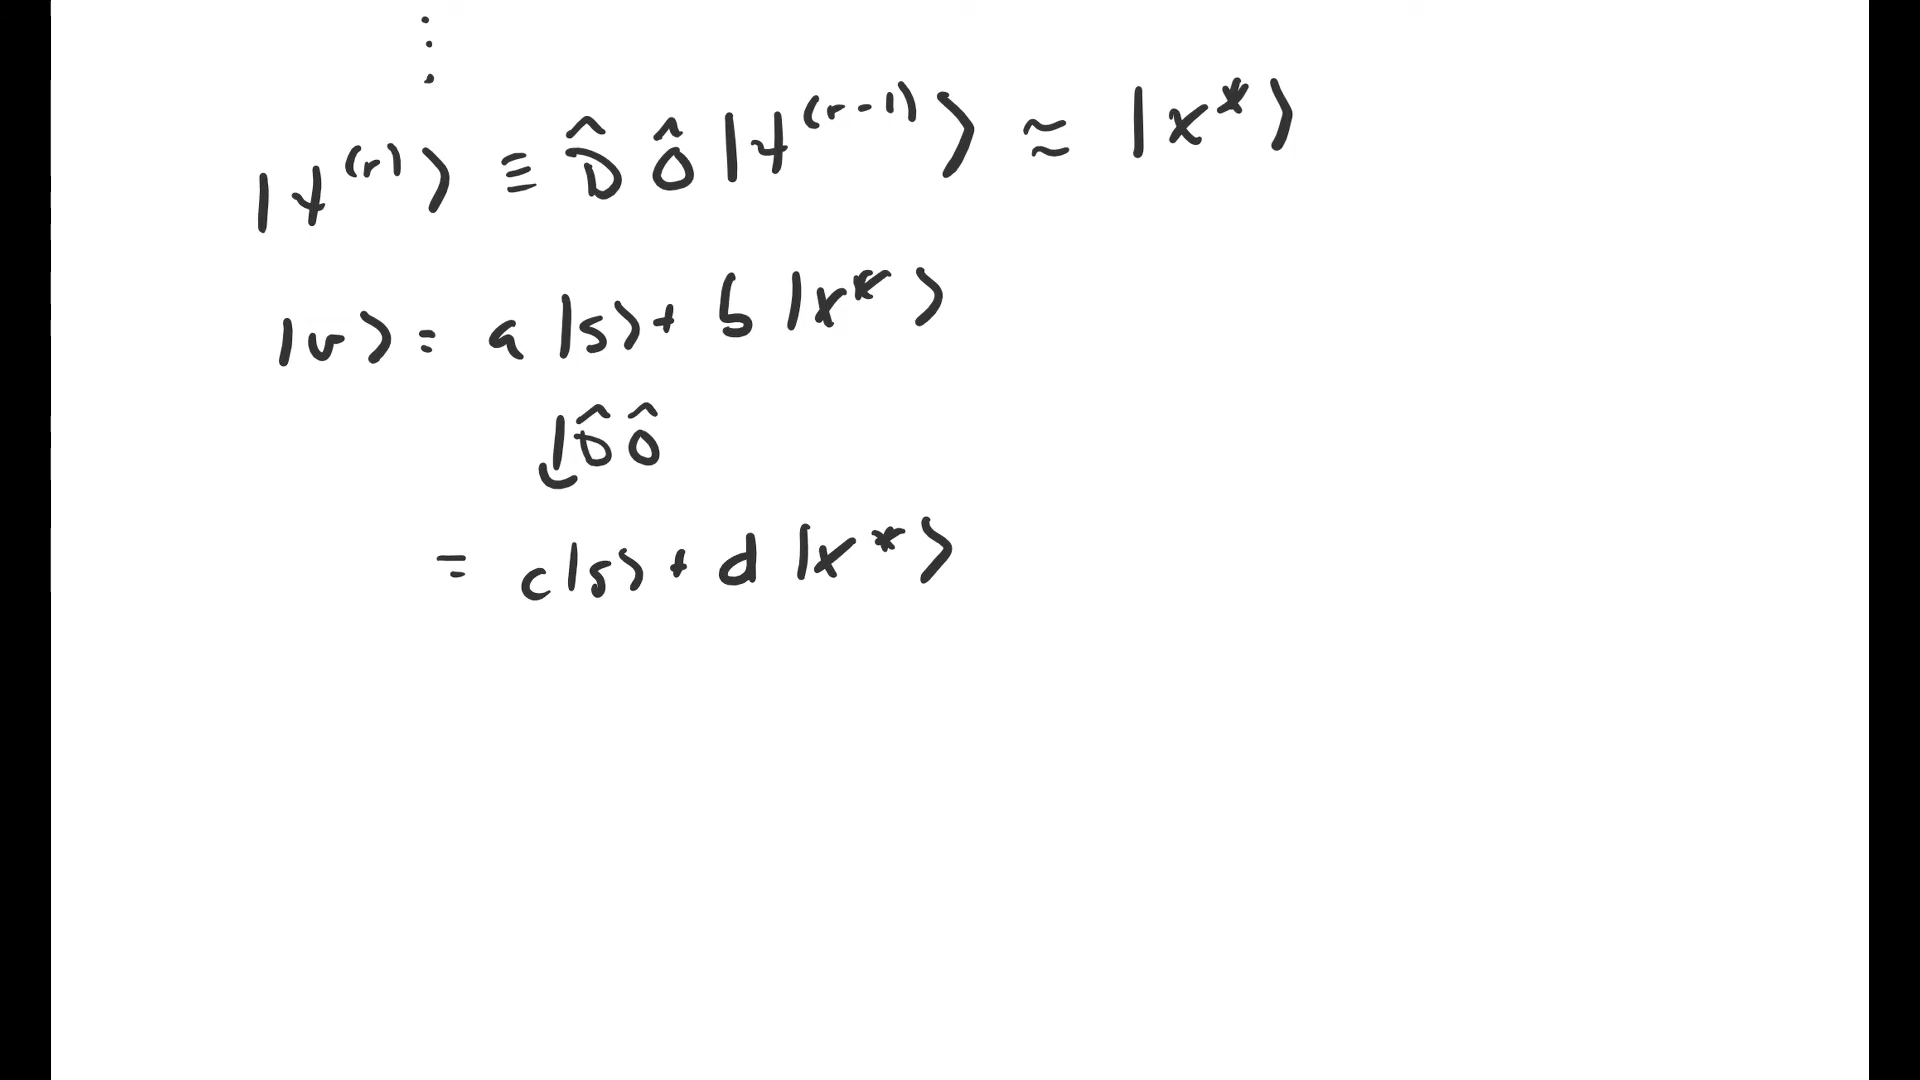 ⋮
|ψ⁽ʳ⁾⟩ ≡ D̂ Ô |ψ⁽ʳ⁻¹⁾⟩ ≈ |x*⟩
|v⟩ = a |s⟩ + b |x*⟩
↓ D̂ Ô
= c|s⟩ + d |x*⟩